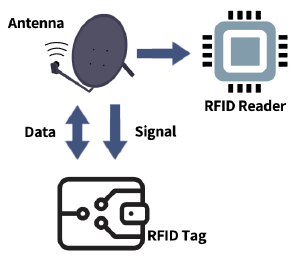 Antenna
RFID Reader
Data
Signal
RFID Tag